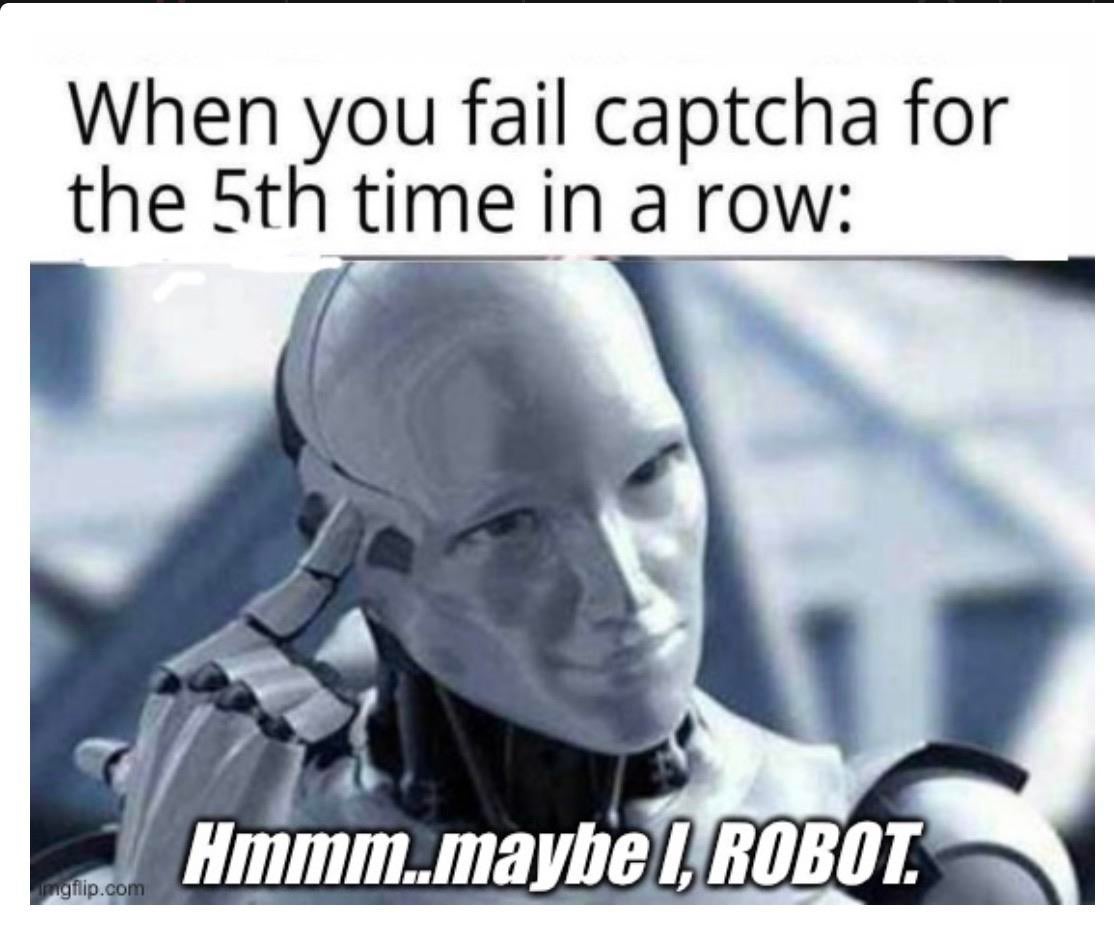 When you fail captcha for
the 5th time in a row:
Hmmm..maybe I, ROBOT.
imgflip.com